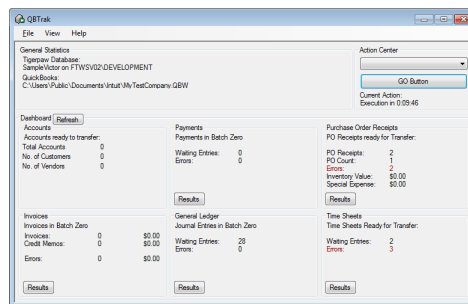 QBTrak
File View Help
General Statistics
Tigerpaw Database:
SampleVictor on FTWSV02\DEVELOPMENT
QuickBooks:
C:\Users\Public\Documents\Intuit\MyTestCompany.QBW
Action Center
GO Button
Current Action:
Execution in 0:09:46
Dashboard Refresh
Accounts
Accounts ready to transfer:
Total Accounts 0
No. of Customers 0
No. of Vendors 0
Payments
Payments in Batch Zero
Waiting Entries: 0
Errors: 0
Results
Purchase Order Receipts
PO Receipts ready for Transfer:
PO Receipts: 2
PO Count: 1
Errors: 2
Inventory Value: $0.00
Special Expense: $0.00
Results
Invoices
Invoices in Batch Zero
Invoices: 0 $0.00
Credit Memos: 0 $0.00
Errors: 0 $0.00
Results
General Ledger
Journal Entries in Batch Zero
Waiting Entries: 28
Errors: 0
Results
Time Sheets
Time Sheets Ready for Transfer:
Waiting Entries: 2
Errors: 3
Results